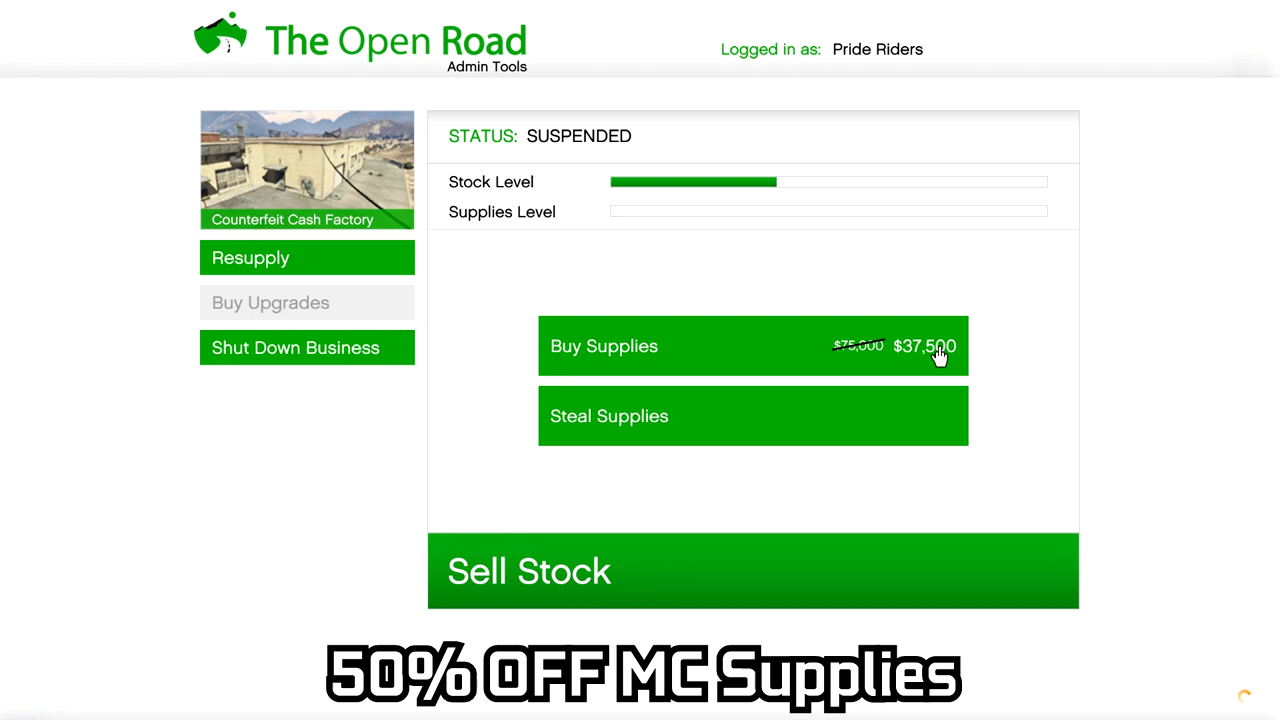 The Open Road
Admin Tools
Logged in as: Pride Riders
Counterfeit Cash Factory
Resupply
Buy Upgrades
Shut Down Business
STATUS: SUSPENDED
Stock Level
Supplies Level
Buy Supplies $75,000 $37,500
Steal Supplies
Sell Stock
50% OFF MC Supplies